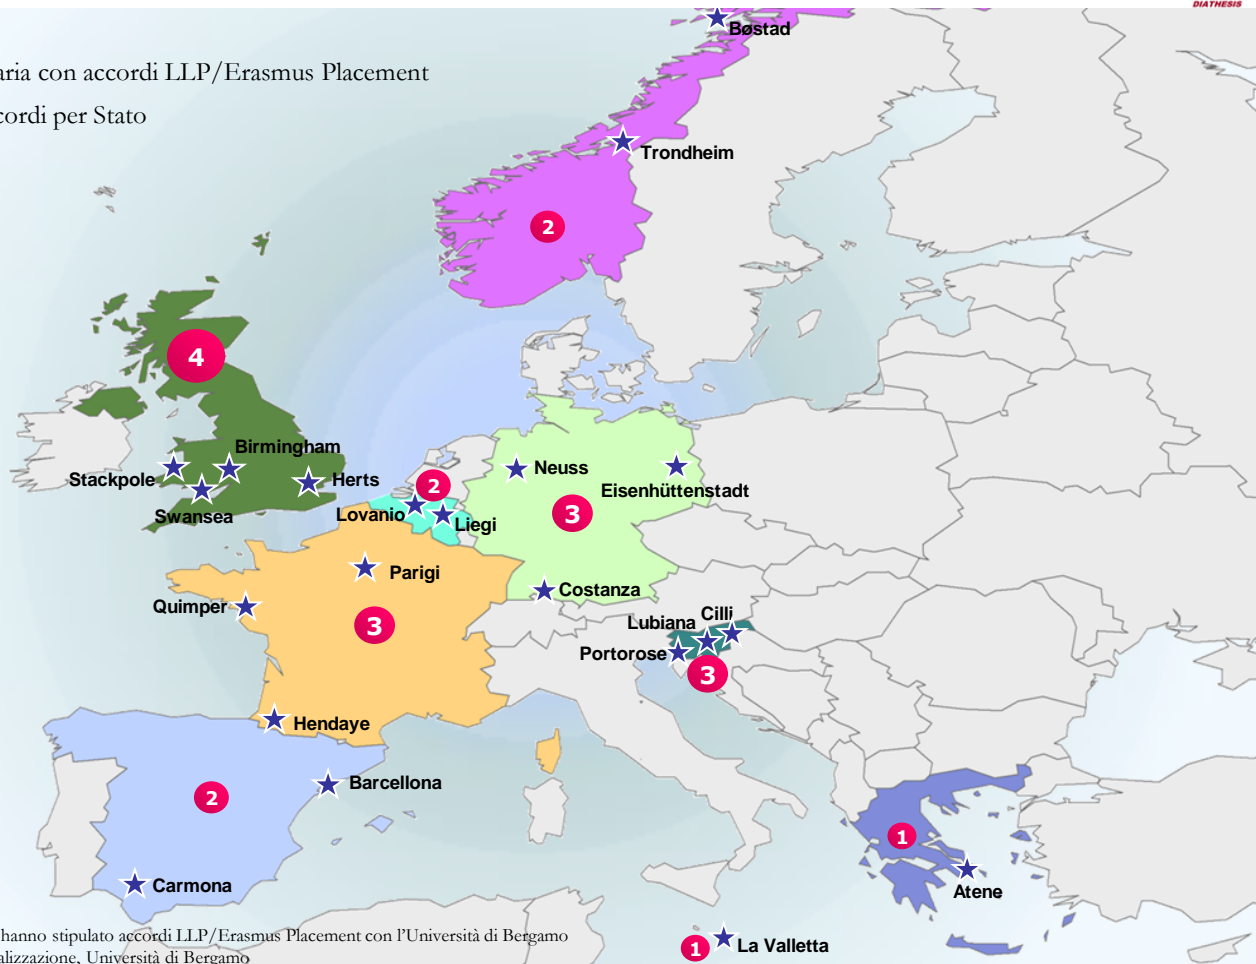 DIATHESIS
Bøstad
aria con accordi LLP/Erasmus Placement
cordi per Stato
Trondheim
2
4
Birmingham
Stackpole
Herts
Swansea
Neuss
Eisenhüttenstadt
2
Lovanio
Liegi
3
Parigi
Costanza
Quimper
3
Lubiana
Cilli
Portorose
3
Hendaye
Barcellona
2
1
Carmona
Atene
hanno stipulato accordi LLP/Erasmus Placement con l'Università di Bergamo
1
La Valletta
alizzazione, Università di Bergamo